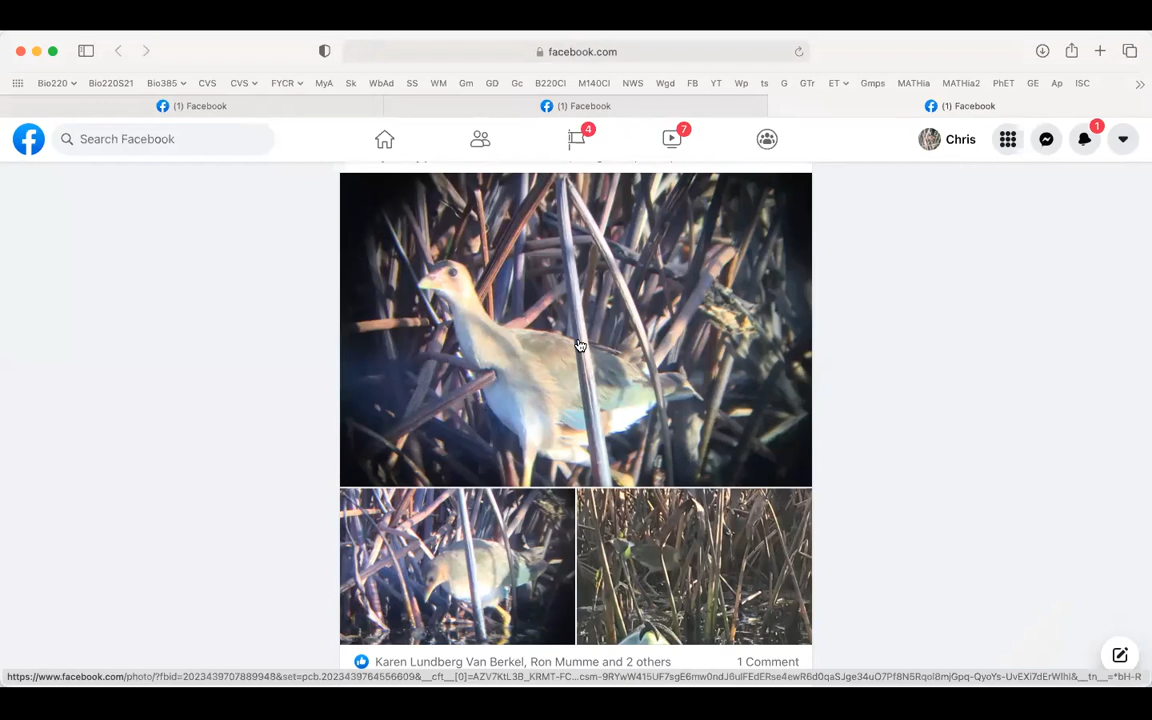 facebook.com
Bio220 Bio220S21 Bio385 CVS CVS FYCR MyA Sk WbAd SS WM Gm GD Gc B220Cl M140Cl NWS Wgd FB YT Wp ts G GTr ET Gmps MATHia MATHia2 PhET GE Ap ISC
(1) Facebook (1) Facebook (1) Facebook
Search Facebook 4 7 Chris 1
Karen Lundberg Van Berkel, Ron Mumme and 2 others 1 Comment